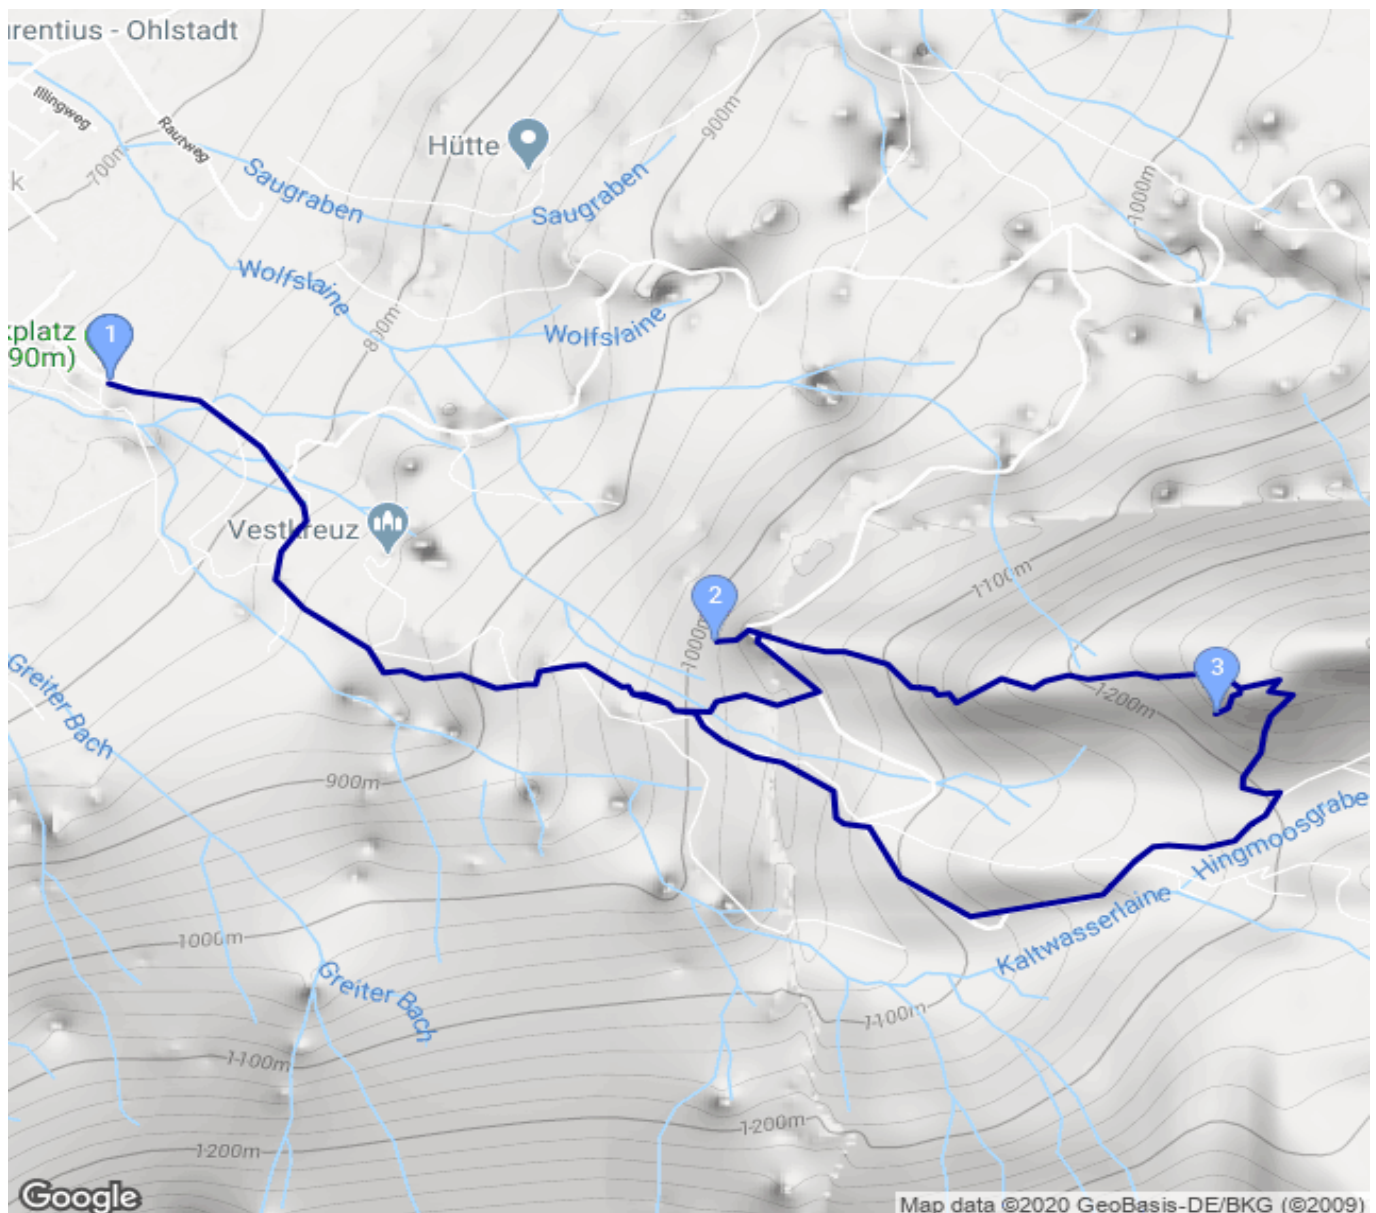 urentius - Ohlstadt
Illingweg
Rautweg
700m
k
Saugraben
Hütte
Saugraben
900m
1000m
Wolfslaine
Wolfslaine
800m
kplatz
90m)
1
Vestkreuz
2
1000m
1100m
3
1200m
Greiter Bach
900m
Hingmoosgrabe
Kaltwasserlaine
1000m
Greiter Bach
1100m
1100m
1200m
1200m
Google
Map data ©2020 GeoBasis-DE/BKG (©2009)